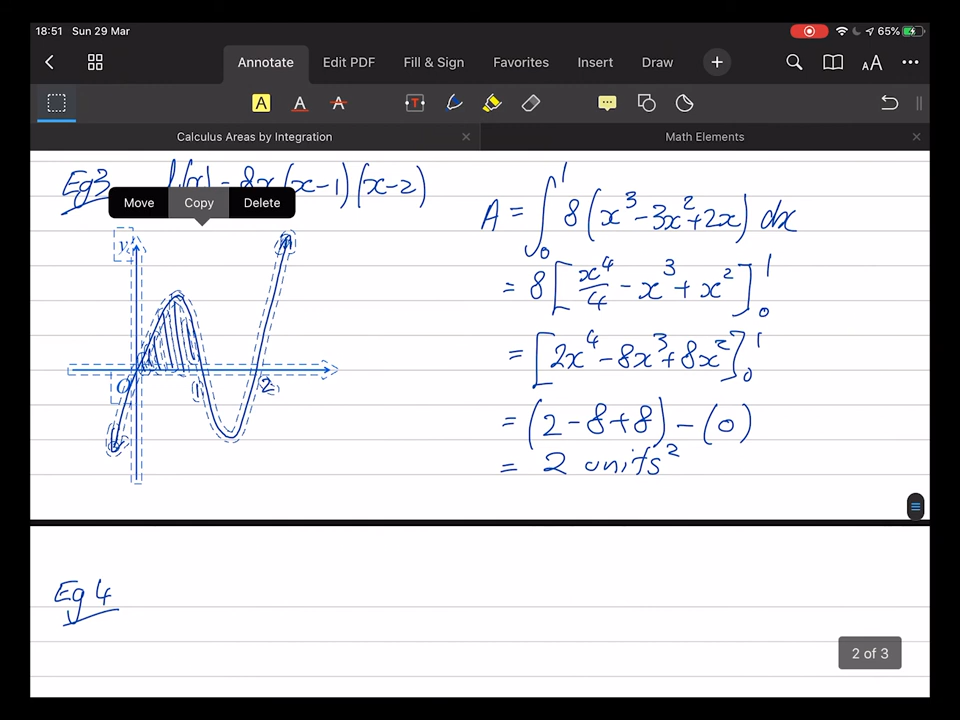 18:51 Sun 29 Mar 65%
Annotate Edit PDF Fill & Sign Favorites Insert Draw
A A A T
Calculus Areas by Integration × Math Elements ×
Eg3 f(x) = 8x(x-1)(x-2)
Move Copy Delete
y
0 1 2
A = ∫₀¹ 8(x³ - 3x² + 2x) dx
= 8[x⁴/4 - x³ + x²]₀¹
= [2x⁴ - 8x³ + 8x²]₀¹
= (2 - 8 + 8) - (0)
= 2 units²
Eg 4
2 of 3